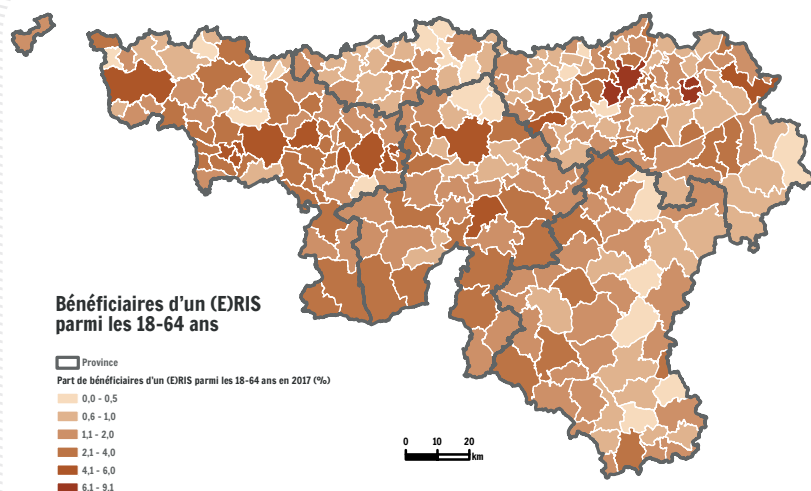 Bénéficiaires d'un (E)RIS
parmi les 18-64 ans
Province
Part de bénéficiaires d'un (E)RIS parmi les 18-64 ans en 2017 (%)
0,0 - 0,5
0,6 - 1,0
1,1 - 2,0
2,1 - 4,0
4,1 - 6,0
6,1 - 9,1
0 10 20
km